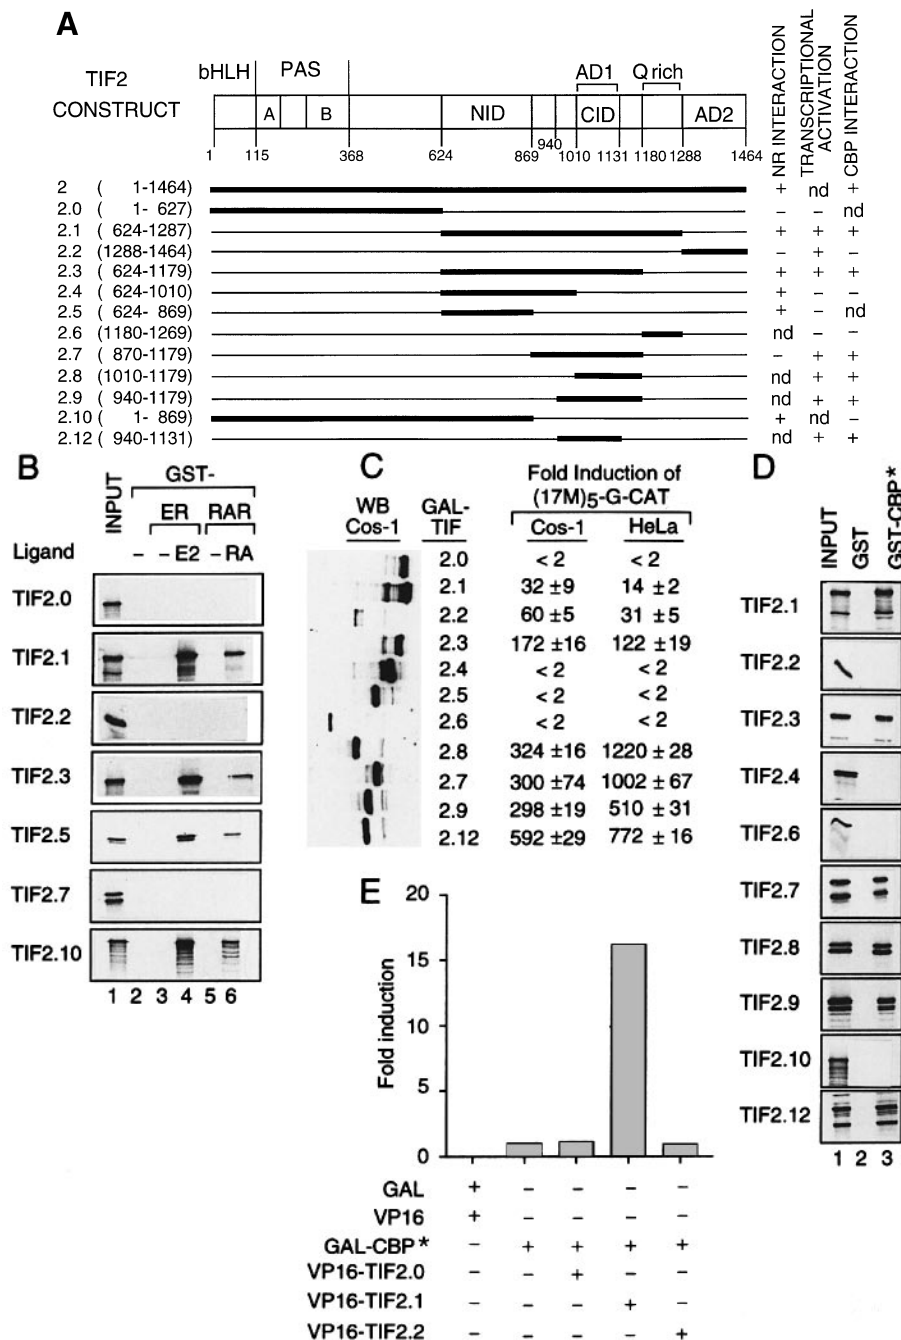 A
TIF2
CONSTRUCT
bHLH PAS AD1 Q rich
A B NID CID AD2
1 115 368 624 869 940 1010 1131 1180 1288 1464
NR INTERACTION
TRANSCRIPTIONAL ACTIVATION
CBP INTERACTION
2 ( 1-1464) + nd +
2.0 ( 1- 627) – – nd
2.1 ( 624-1287) + + +
2.2 (1288-1464) – + –
2.3 ( 624-1179) + + +
2.4 ( 624-1010) + – –
2.5 ( 624- 869) + – nd
2.6 (1180-1269) nd – –
2.7 ( 870-1179) – + +
2.8 (1010-1179) nd + +
2.9 ( 940-1179) nd + +
2.10 ( 1- 869) + nd –
2.12 ( 940-1131) nd + +
B
GST-
INPUT ER RAR
Ligand – – E2 – RA
TIF2.0
TIF2.1
TIF2.2
TIF2.3
TIF2.5
TIF2.7
TIF2.10
1 2 3 4 5 6
C
Fold Induction of
(17M)5-G-CAT
WB
Cos-1
GAL-
TIF
Cos-1 HeLa
2.0 < 2 < 2
2.1 32 ±9 14 ±2
2.2 60 ±5 31 ±5
2.3 172 ±16 122 ±19
2.4 < 2 < 2
2.5 < 2 < 2
2.6 < 2 < 2
2.8 324 ±16 1220 ± 28
2.7 300 ±74 1002 ± 67
2.9 298 ±19 510 ± 31
2.12 592 ±29 772 ± 16
D
INPUT
GST
GST-CBP*
TIF2.1
TIF2.2
TIF2.3
TIF2.4
TIF2.6
TIF2.7
TIF2.8
TIF2.9
TIF2.10
TIF2.12
1 2 3
E
Fold induction
20
15
10
5
0
GAL + – – – –
VP16 + – – – –
GAL-CBP* – + + + +
VP16-TIF2.0 – – + – –
VP16-TIF2.1 – – – + –
VP16-TIF2.2 – – – – +